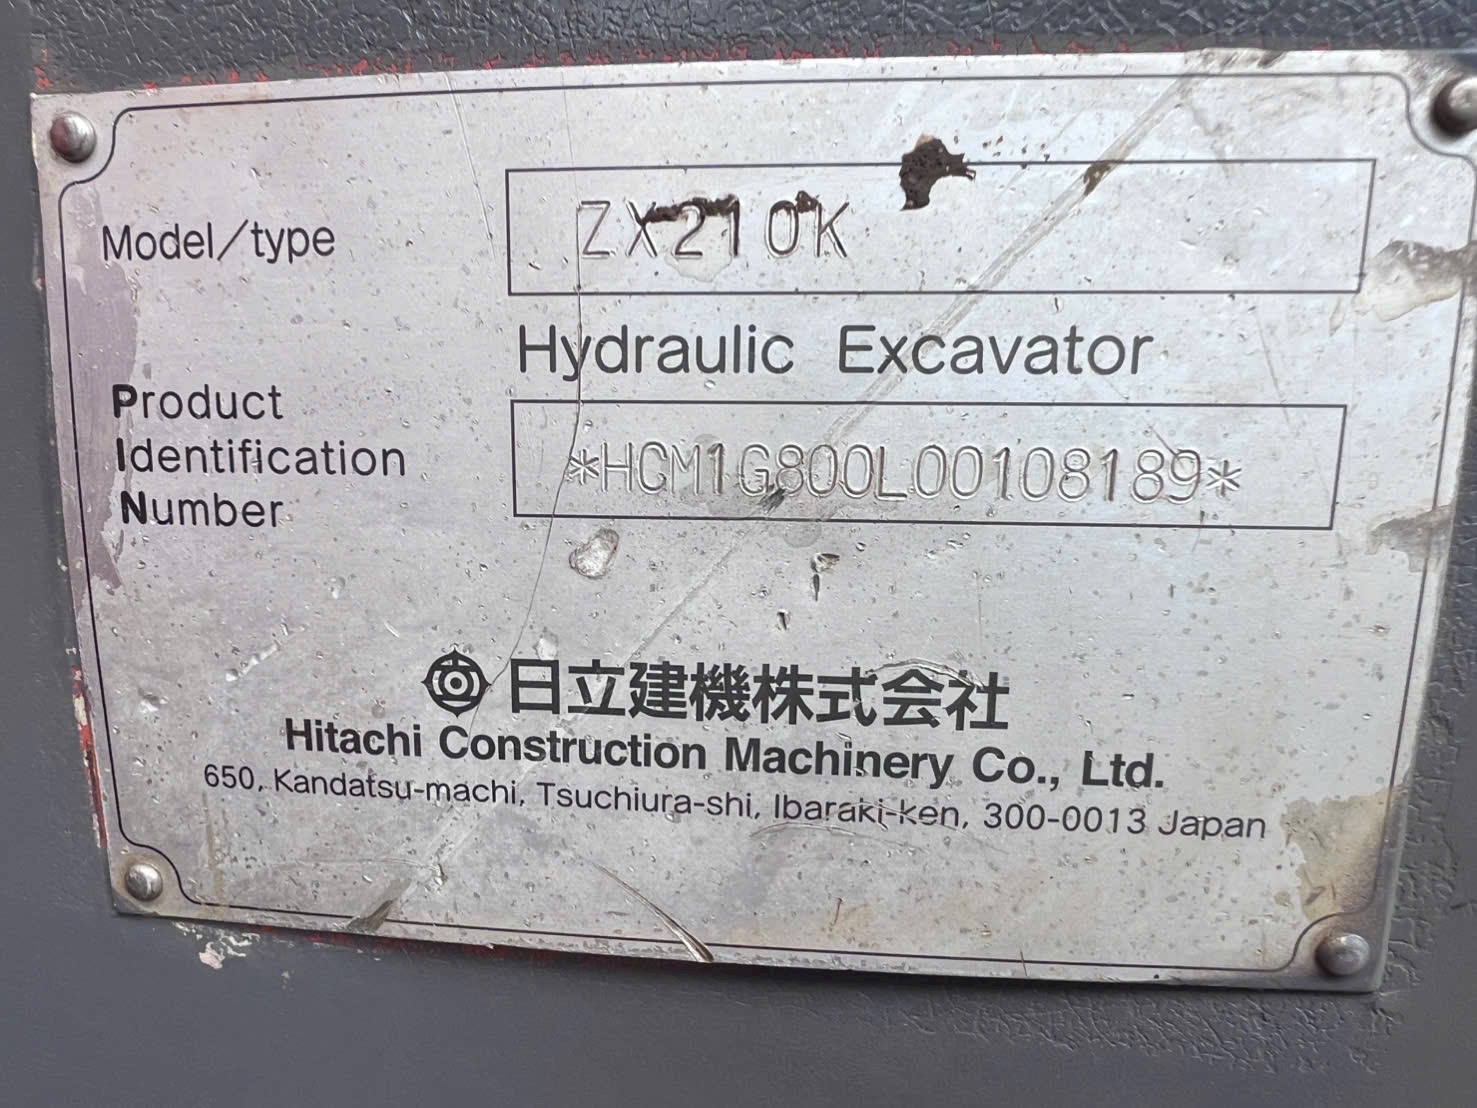 Model/type ZX210K
Hydraulic Excavator
Product
Identification
Number
*HCM1G800L00108189*
日立建機株式会社
Hitachi Construction Machinery Co., Ltd.
650, Kandatsu-machi, Tsuchiura-shi, Ibaraki-ken, 300-0013 Japan